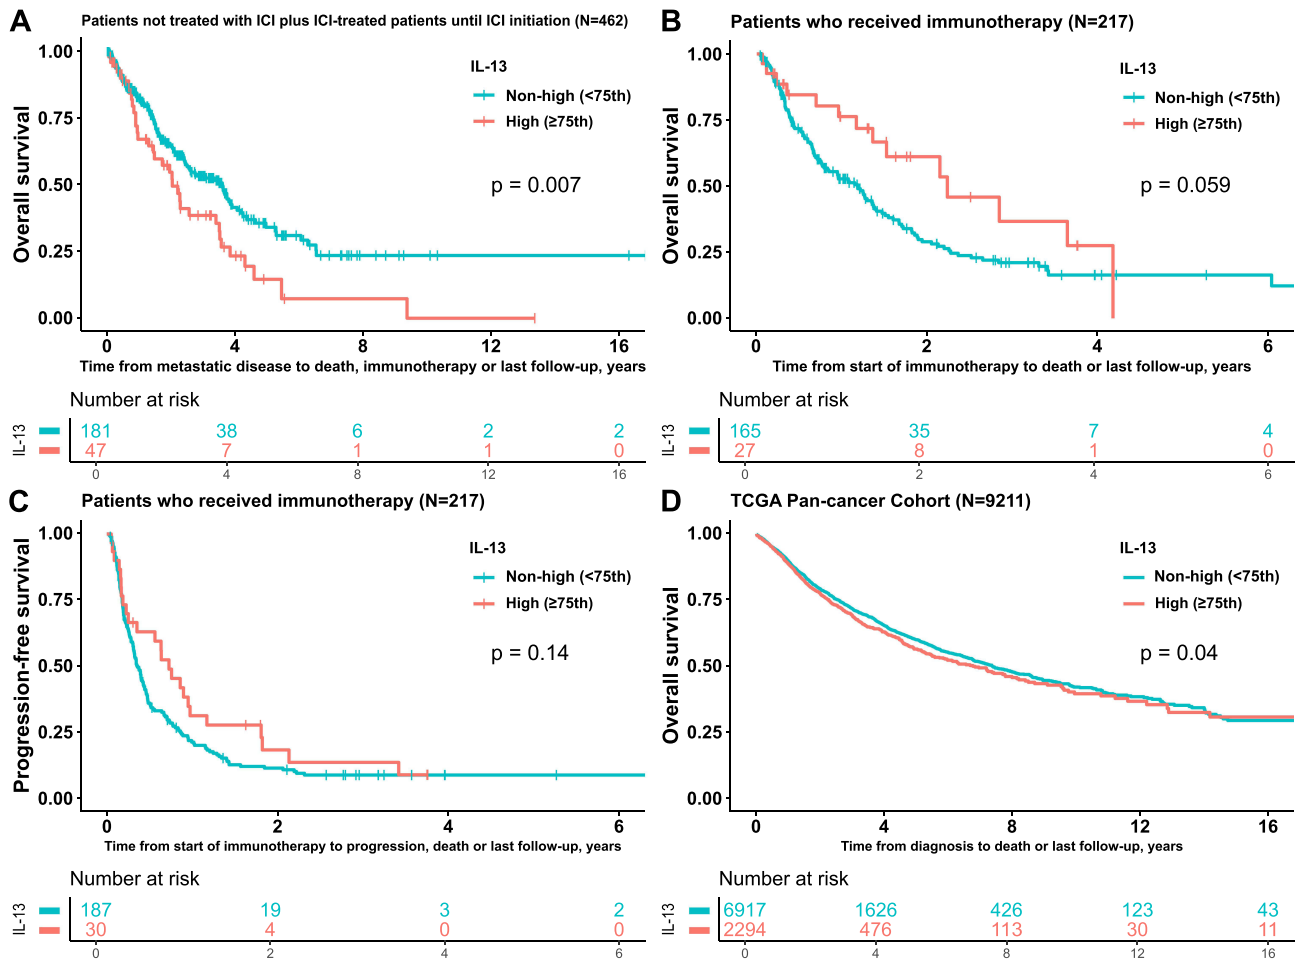 A
Patients not treated with ICI plus ICI-treated patients until ICI initiation (N=462)
Overall survival
1.00
0.75
0.50
0.25
0.00
IL-13
Non-high (<75th)
High (≥75th)
p = 0.007
0 4 8 12 16
Time from metastatic disease to death, immunotherapy or last follow-up, years
Number at risk
IL-13
181 38 6 2 2
47 7 1 1 0
0 4 8 12 16
B
Patients who received immunotherapy (N=217)
Overall survival
1.00
0.75
0.50
0.25
0.00
IL-13
Non-high (<75th)
High (≥75th)
p = 0.059
0 2 4 6
Time from start of immunotherapy to death or last follow-up, years
Number at risk
IL-13
165 35 7 4
27 8 1 0
0 2 4 6
C
Patients who received immunotherapy (N=217)
Progression-free survival
1.00
0.75
0.50
0.25
0.00
IL-13
Non-high (<75th)
High (≥75th)
p = 0.14
0 2 4 6
Time from start of immunotherapy to progression, death or last follow-up, years
Number at risk
IL-13
187 19 3 2
30 4 0 0
0 2 4 6
D
TCGA Pan-cancer Cohort (N=9211)
Overall survival
1.00
0.75
0.50
0.25
0.00
IL-13
Non-high (<75th)
High (≥75th)
p = 0.04
0 4 8 12 16
Time from diagnosis to death or last follow-up, years
Number at risk
IL-13
6917 1626 426 123 43
2294 476 113 30 11
0 4 8 12 16